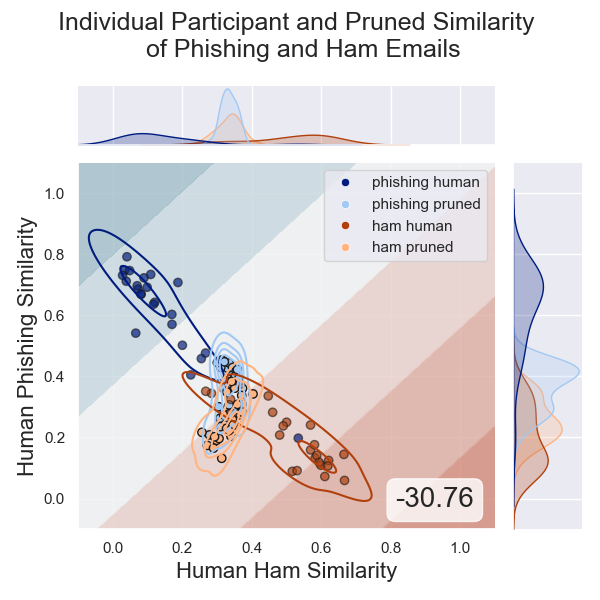 Individual Participant and Pruned Similarity
of Phishing and Ham Emails
phishing human
phishing pruned
ham human
ham pruned
Human Phishing Similarity
1.0
0.8
0.6
0.4
0.2
0.0
-30.76
0.0 0.2 0.4 0.6 0.8 1.0
Human Ham Similarity